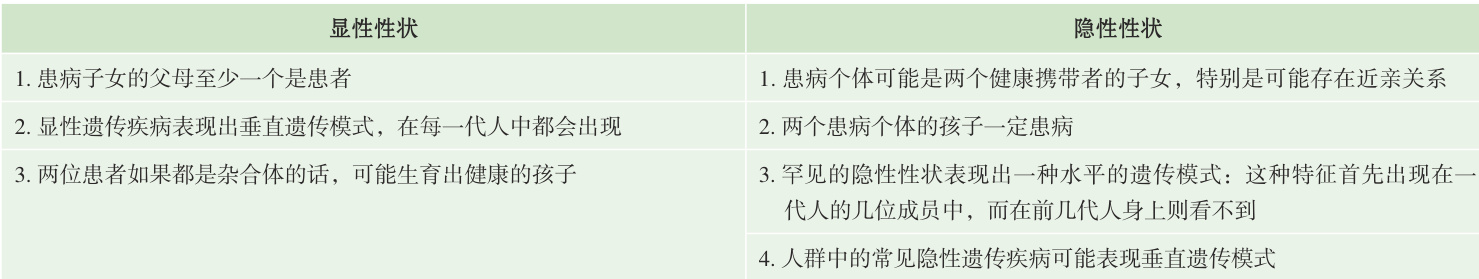 显性性状
隐性性状
1. 患病子女的父母至少一个是患者
1. 患病个体可能是两个健康携带者的子女，特别是可能存在近亲关系
2. 显性遗传疾病表现出垂直遗传模式，在每一代人中都会出现
2. 两个患病个体的孩子一定患病
3. 两位患者如果都是杂合体的话，可能生育出健康的孩子
3. 罕见的隐性性状表现出一种水平的遗传模式：这种特征首先出现在一
代人的几位成员中，而在前几代人身上则看不到
4. 人群中的常见隐性遗传疾病可能表现垂直遗传模式